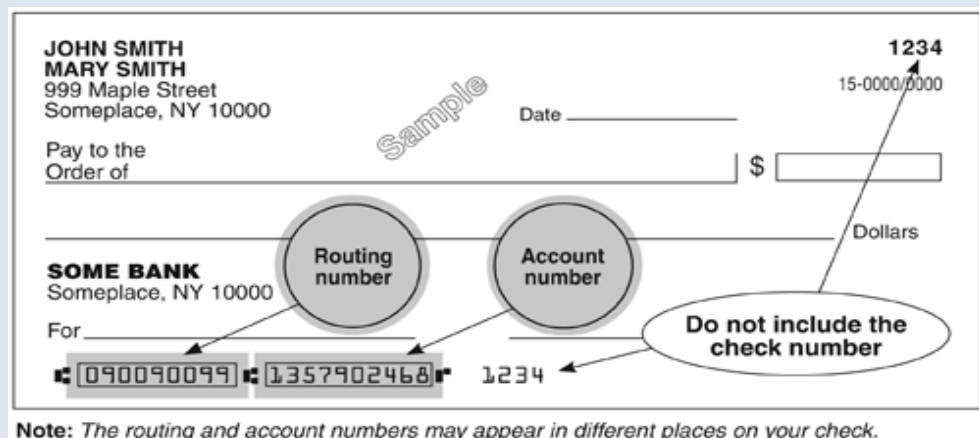 JOHN SMITH
MARY SMITH
999 Maple Street
Someplace, NY 10000
1234
15-0000/0000
Sample
Date
Pay to the
Order of
$
Dollars
Routing
number
Account
number
SOME BANK
Someplace, NY 10000
For
Do not include the
check number
090090099 1357902468 1234
Note: The routing and account numbers may appear in different places on your check.